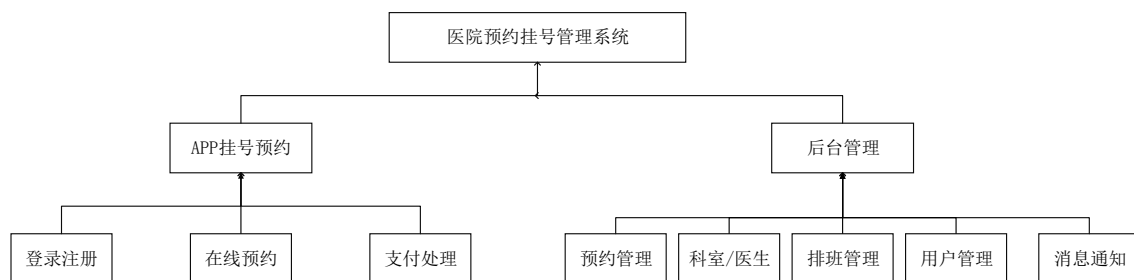 医院预约挂号管理系统
APP挂号预约
后台管理
登录注册
在线预约
支付处理
预约管理
科室/医生
排班管理
用户管理
消息通知